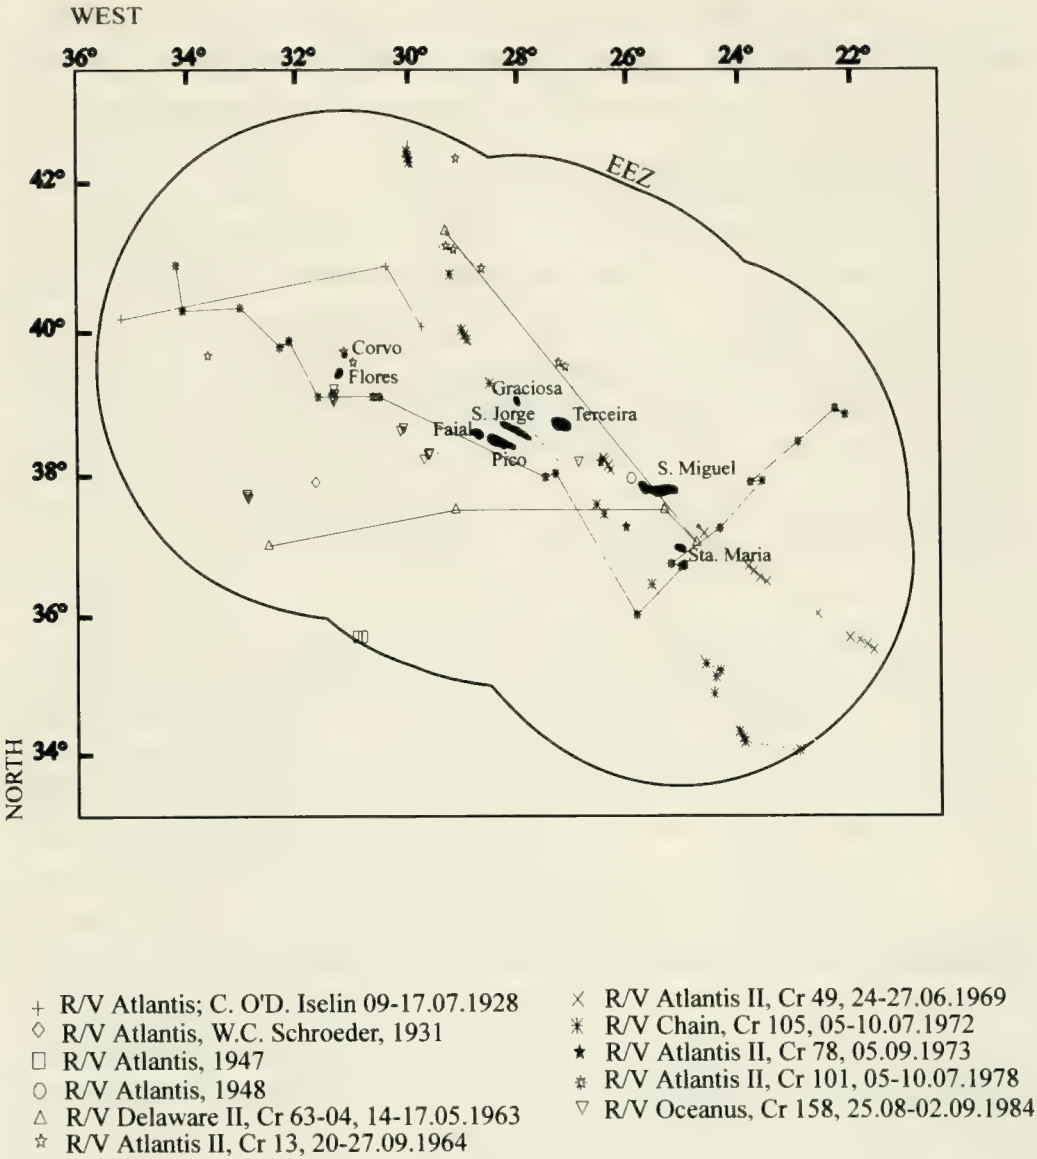 WEST
36° 34° 32° 30° 28° 26° 24° 22°
EEZ
42°
40°
Corvo
Flores
Graciosa
S. Jorge
Terceira
Faial
Pico
38°
S. Miguel
Sta. Maria
36°
34°
NORTH
R/V Atlantis; C. O'D. Iselin 09-17.07.1928
R/V Atlantis, W.C. Schroeder, 1931
R/V Atlantis, 1947
R/V Atlantis, 1948
R/V Delaware II, Cr 63-04, 14-17.05.1963
R/V Atlantis II, Cr 13, 20-27.09.1964
R/V Atlantis II, Cr 49, 24-27.06.1969
R/V Chain, Cr 105, 05-10.07.1972
R/V Atlantis II, Cr 78, 05.09.1973
R/V Atlantis II, Cr 101, 05-10.07.1978
R/V Oceanus, Cr 158, 25.08-02.09.1984